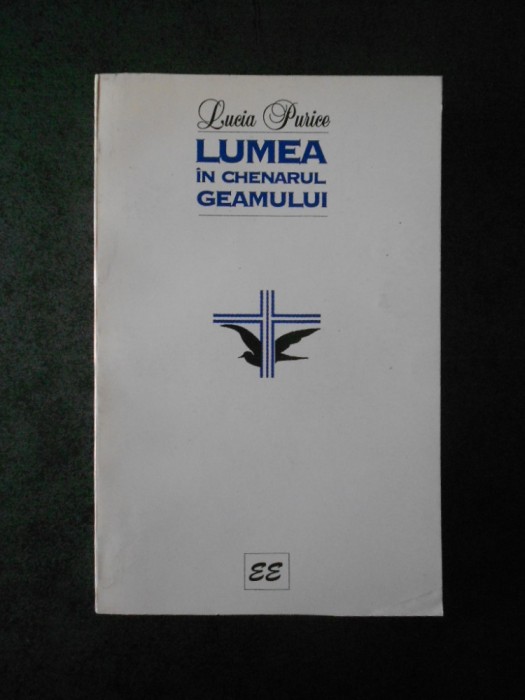 Lucia Purice
LUMEA
ÎN CHENARUL
GEAMULUI
EE